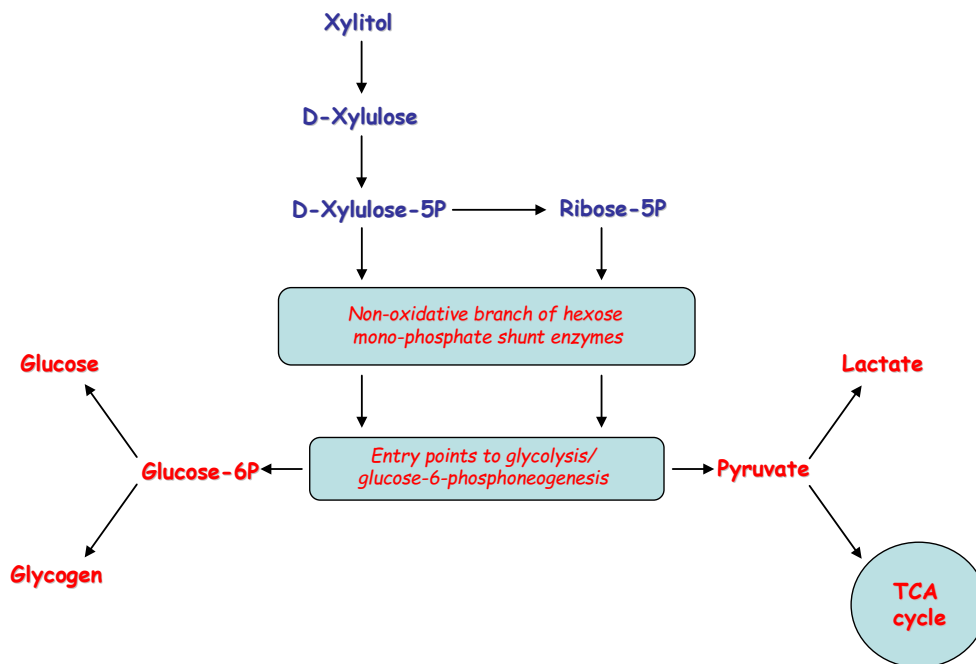 Xylitol
D-Xylulose
D-Xylulose-5P
Ribose-5P
Non-oxidative branch of hexose
mono-phosphate shunt enzymes
Glucose
Lactate
Entry points to glycolysis/
glucose-6-phosphoneogenesis
Glucose-6P
Pyruvate
Glycogen
TCA
cycle